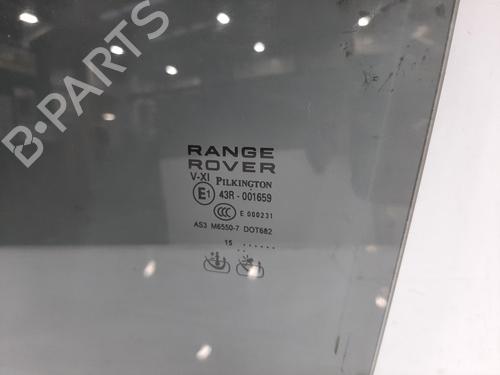 B-PARTS
RANGE
ROVER
V-XI PILKINGTON
E1 43R-001659
CCC E 000231
AS3 M6550-7 DOT682
15 ......
..